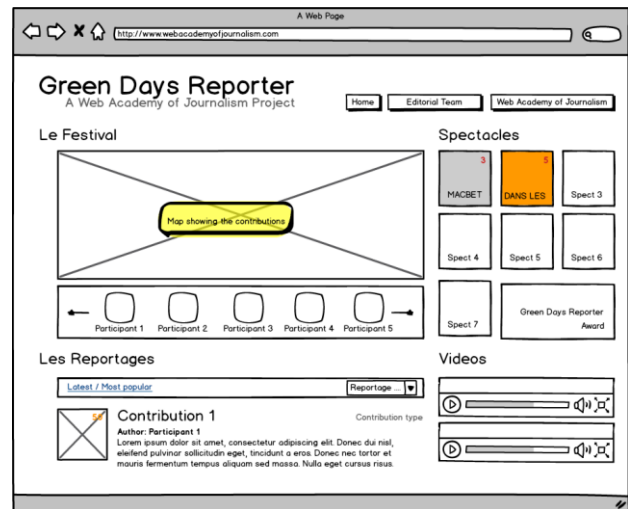 A Web Page
http://www.webacademyofjournalism.com
Green Days Reporter
A Web Academy of Journalism Project
Home
Editorial Team
Web Academy of Journalism
Le Festival
Map showing the contributions
Participant 1
Participant 2
Participant 3
Participant 4
Participant 5
Spectacles
3
MACBET
5
DANS LES
Spect 3
Spect 4
Spect 5
Spect 6
Spect 7
Green Days Reporter
Award
Les Reportages
Latest / Most popular
Reportage ...
Contribution 1
Contribution type
Author: Participant 1
Lorem ipsum dolor sit amet, consectetur adipiscing elit. Donec dui nisl,
eleifend pulvinar sollicitudin eget, tincidunt a eros. Donec nec tortor et
mauris fermentum tempus aliquam sed massa. Nulla eget cursus risus.
Videos